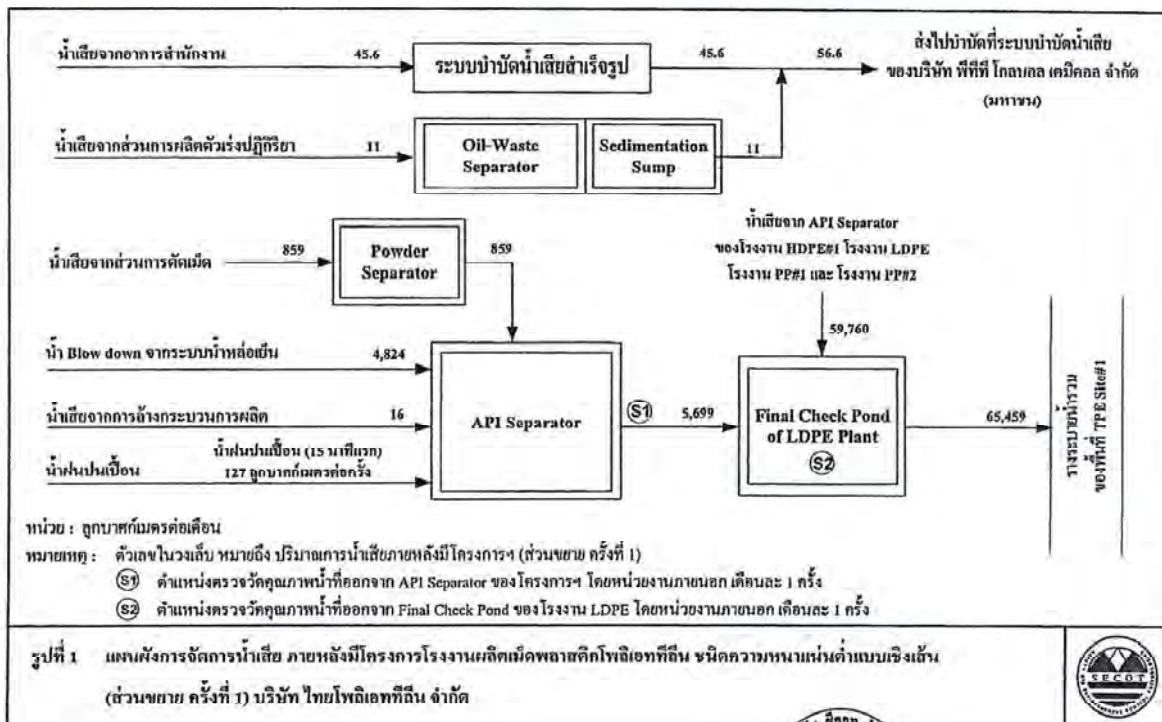 น้ำเสียจากอาการสำนักงาน
45.6
ระบบบำบัดน้ำเสียสำเร็จรูป
45.6
56.6
ส่งไปบำบัดที่ระบบบำบัดน้ำเสีย
ของบริษัท พีทีที โกลบอล เคมิคอล จำกัด
(มหาชน)
น้ำเสียจากส่วนการผลิตตัวเร่งปฏิกิริยา
11
Oil-Waste
Separator
Sedimentation
Sump
11
น้ำเสียจากส่วนการตัดเม็ด
859
Powder
Separator
859
น้ำเสียจาก API Separator
ของโรงงาน HDPE#1 โรงงาน LDPE
โรงงาน PP#1 และ โรงงาน PP#2
59,760
น้ำ Blow down จากระบบน้ำหล่อเย็น
4,824
น้ำเสียจากการล้างกระบวนการผลิต
16
น้ำฝนปนเปื้อน
น้ำฝนปนเปื้อน (15 นาทีแรก)
127 ลูกบาศก์เมตรต่อครั้ง
API Separator
S1
5,699
Final Check Pond
of LDPE Plant
S2
65,459
รางระบายน้ำรวม
ของพื้นที่ TPE Site#1
หน่วย : ลูกบาศก์เมตรต่อเดือน
หมายเหตุ : ตัวเลขในวงเล็บ หมายถึง ปริมาณการน้ำเสียภายหลังมีโครงการฯ (ส่วนขยาย ครั้งที่ 1)
S1 ตำแหน่งตรวจวัดคุณภาพน้ำที่ออกจาก API Separator ของโครงการฯ โดยหน่วยงานภายนอก เดือนละ 1 ครั้ง
S2 ตำแหน่งตรวจวัดคุณภาพน้ำที่ออกจาก Final Check Pond ของโรงงาน LDPE โดยหน่วยงานภายนอก เดือนละ 1 ครั้ง
รูปที่ 1 แผนผังการจัดการน้ำเสีย ภายหลังมีโครงการโรงงานผลิตเม็ดพลาสติกโพลิเอททีลีน ชนิดความหนาแน่นต่ำแบบเชิงเส้น
(ส่วนขยาย ครั้งที่ 1) บริษัท ไทยโพลิเอททีลีน จำกัด
SECOT